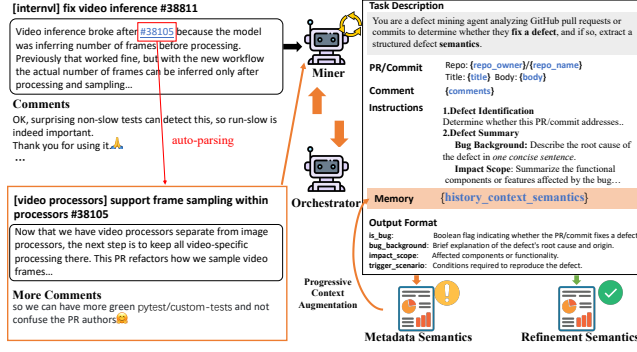 [internvl] fix video inference #38811
Video inference broke after #38105 because the model
was inferring number of frames before processing.
Previously that worked fine, but with the new workflow
the actual number of frames can be inferred only after
processing and sampling...
Comments
OK, surprising non-slow tests can detect this, so run-slow is
indeed important.
Thank you for using it🙏
...
auto-parsing
[video processors] support frame sampling within
processors #38105
Now that we have video processors separate from image
processors, the next step is to keep all video-specific
processing there. This PR refactors how we sample video
frames...
More Comments
so we can have more green pytest/custom-tests and not
confuse the PR authors🤗
Miner
Orchestrator
Task Description
You are a defect mining agent analyzing GitHub pull requests or
commits to determine whether they fix a defect, and if so, extract a
structured defect semantics.
PR/Commit
Repo: {repo_owner}/{repo_name}
Title: {title} Body: {body}
Comment
{comments}
Instructions
1.Defect Identification
Determine whether this PR/commit addresses..
2.Defect Summary
Bug Background: Describe the root cause of
the defect in one concise sentence.
Impact Scope: Summarize the functional
components or features affected by the bug…
Memory
{history_context_semantics}
Output Format
is_bug: Boolean flag indicating whether the PR/commit fixes a defect
bug_background: Brief explanation of the defect's root cause and origin.
impact_scope: Affected components or functionality.
trigger_scenario: Conditions required to reproduce the defect.
Progressive
Context
Augmentation
Metadata Semantics
Refinement Semantics